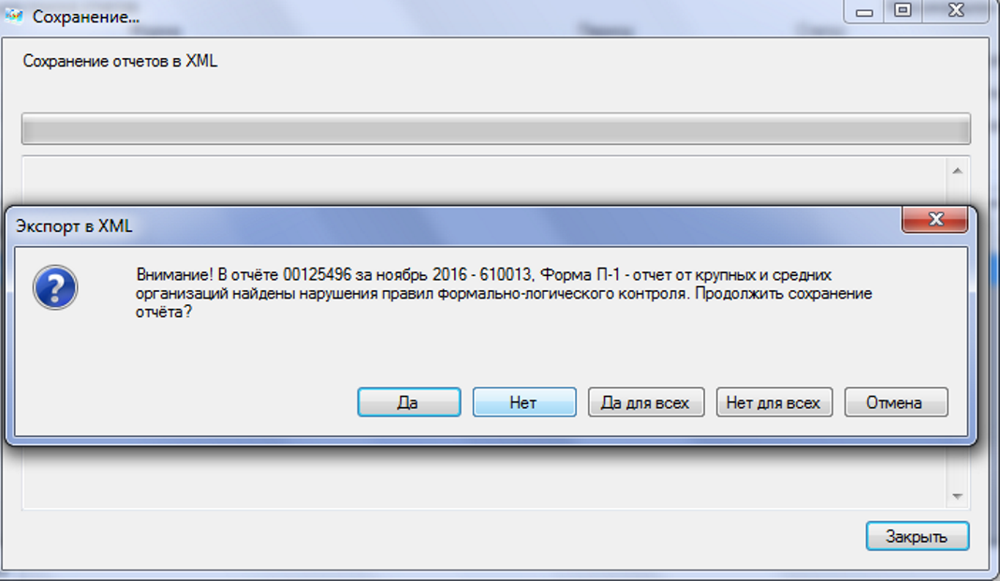 Сохранение...
Сохранение отчетов в XML
Экспорт в XML
Внимание! В отчёте 00125496 за ноябрь 2016 - 610013, Форма П-1 - отчет от крупных и средних
организаций найдены нарушения правил формально-логического контроля. Продолжить сохранение
отчёта?
Да
Нет
Да для всех
Нет для всех
Отмена
Закрыть